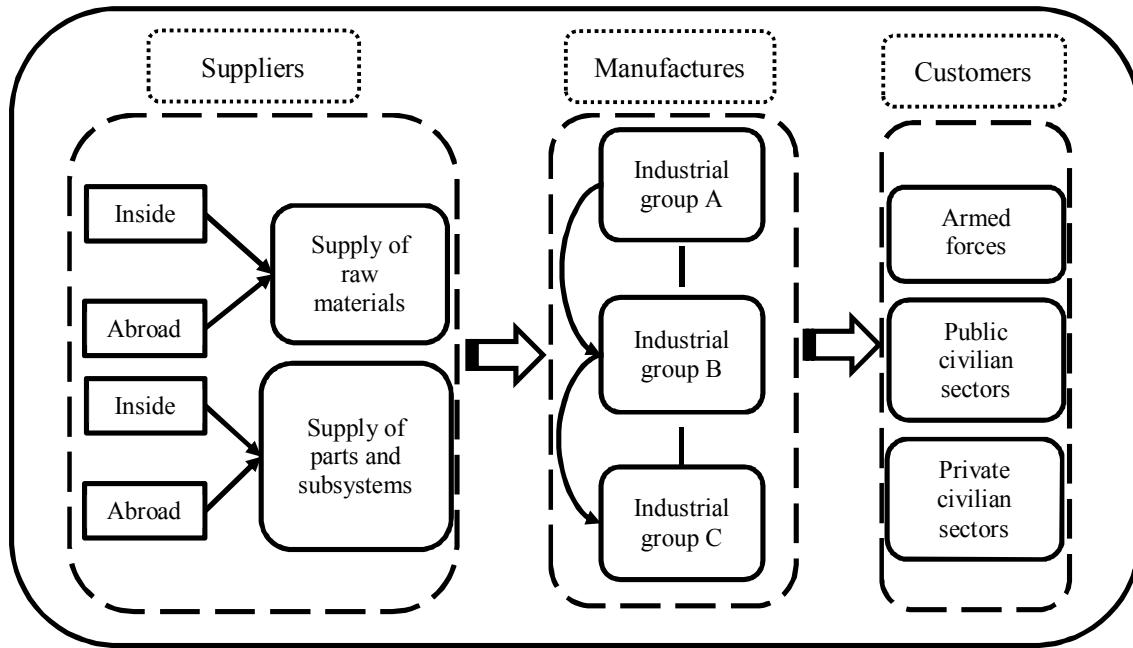 Suppliers
Manufactures
Customers
Inside
Abroad
Supply of
raw
materials
Inside
Abroad
Supply of
parts and
subsystems
Industrial
group A
Industrial
group B
Industrial
group C
Armed
forces
Public
civilian
sectors
Private
civilian
sectors